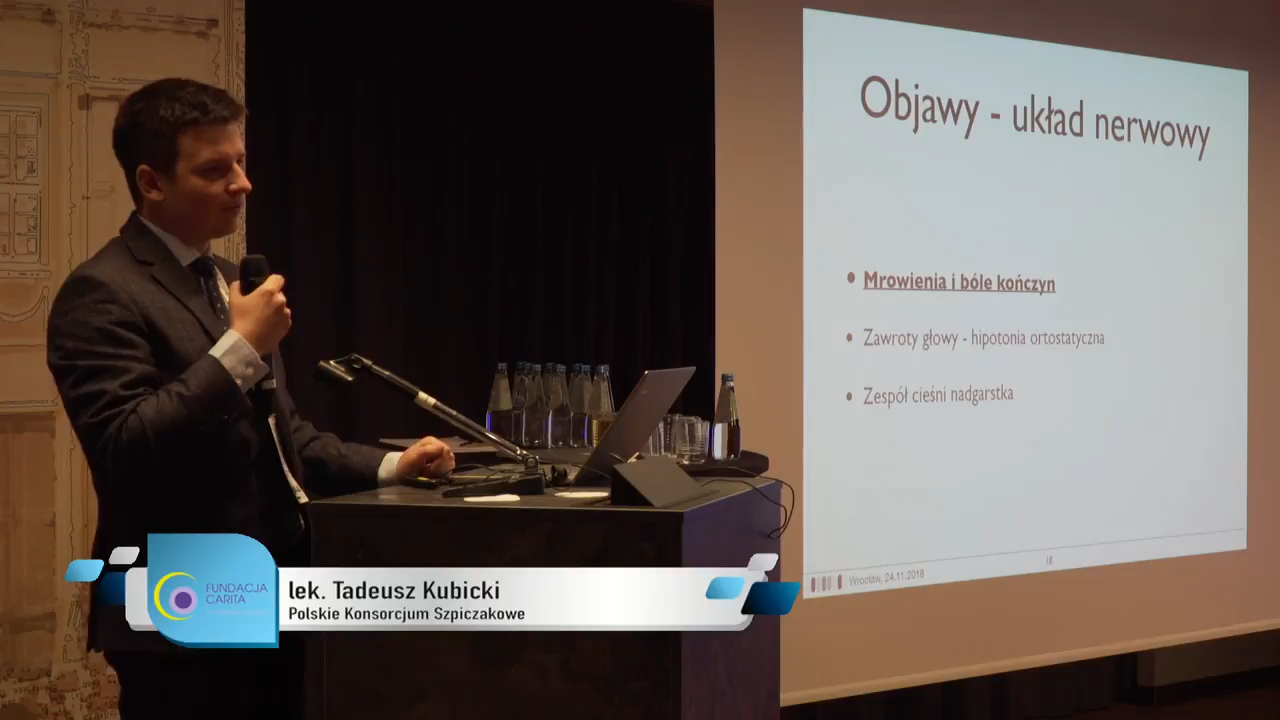 Objawy - układ nerwowy
• Mrowienia i bóle kończyn
• Zawroty głowy - hipotonia ortostatyczna
• Zespół cieśni nadgarstka
18
Wrocław, 24.11.2018
FUNDACJA
CARITA
lek. Tadeusz Kubicki
Polskie Konsorcjum Szpiczakowe